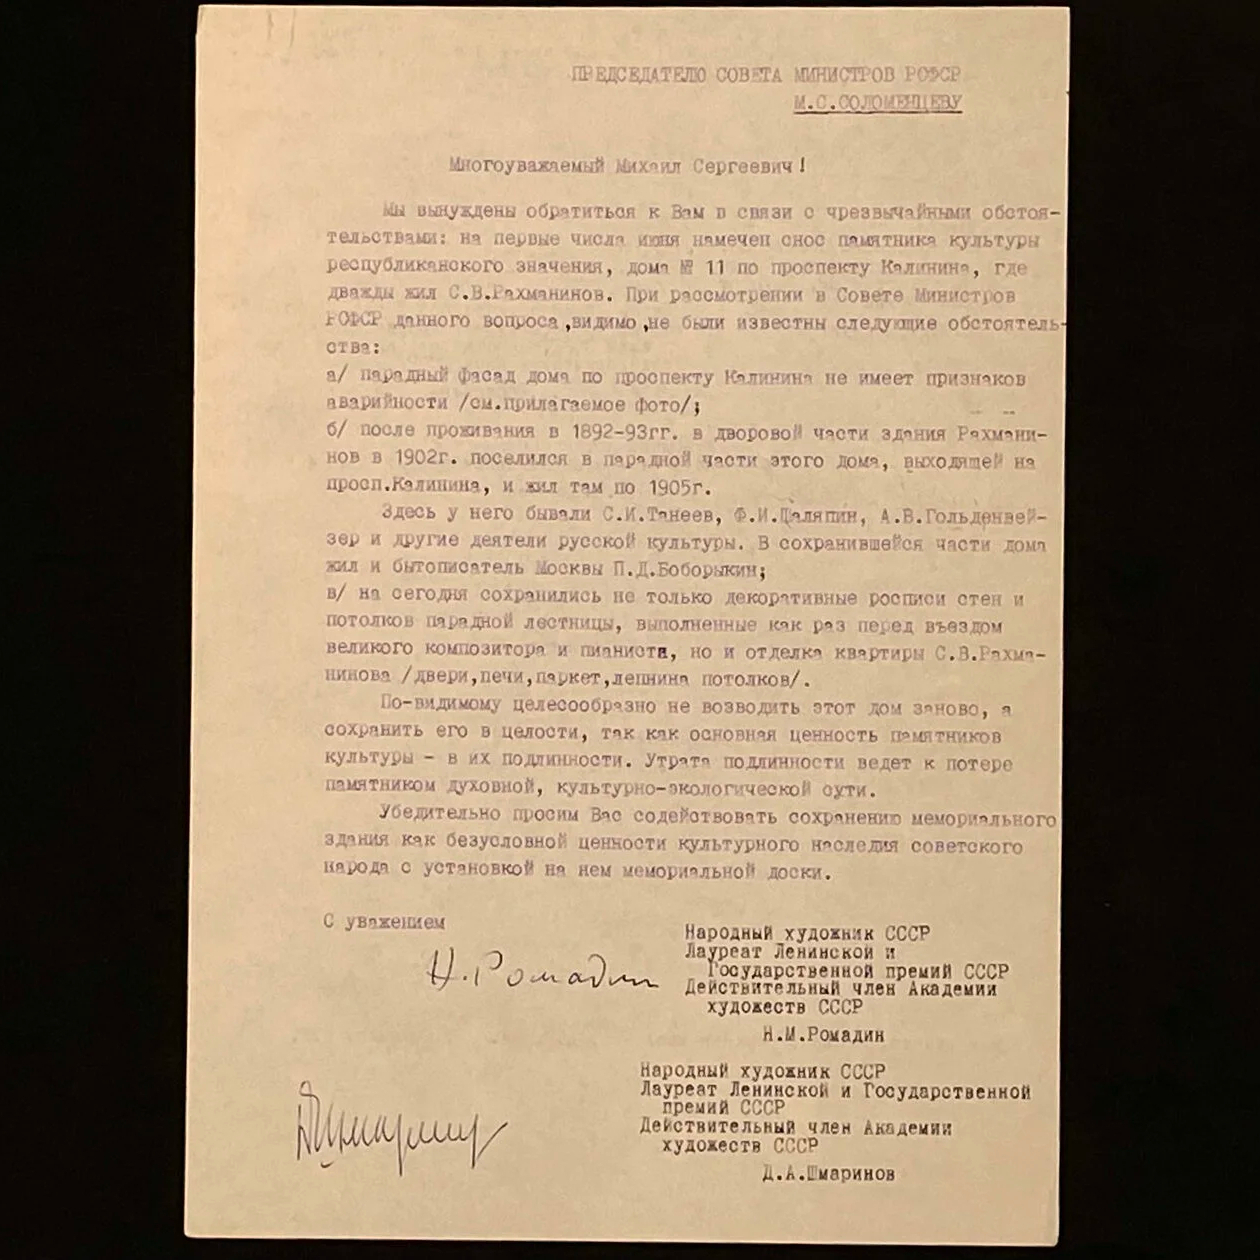 ПРЕДСЕДАТЕЛЮ СОВЕТА МИНИСТРОВ РСФСР
М.С.СОЛОМЕНЦЕВУ
Многоуважаемый Михаил Сергеевич!
Мы вынуждены обратиться к Вам в связи с чрезвычайными обстоя-
тельствами: на первые числа июня намечен снос памятника культуры
республиканского значения, дома № 11 по проспекту Калинина, где
дважды жил С.В.Рахманинов. При рассмотрении в Совете Министров
РСФСР данного вопроса,видимо,не были известны следующие обстоятель-
ства:
а/ парадный фасад дома по проспекту Калинина не имеет признаков
аварийности /см.прилагаемое фото/;
б/ после проживания в 1892-93гг. в дворовой части здания Рахмани-
нов в 1902г. поселился в парадной части этого дома, выходящей на
просп.Калинина, и жил там по 1905г.
Здесь у него бывали С.И.Танеев, Ф.И.Шаляпин, А.В.Гольденвей-
зер и другие деятели русской культуры. В сохранившейся части дома
жил и бытописатель Москвы П.Д.Боборыкин;
в/ на сегодня сохранились не только декоративные росписи стен и
потолков парадной лестницы, выполненные как раз перед въездом
великого композитора и пианиста, но и отделка квартиры С.В.Рахма-
нинова /двери,печи,паркет,лепнина потолков/.
По-видимому целесообразно не возводить этот дом заново, а
сохранить его в целости, так как основная ценность памятников
культуры - в их подлинности. Утрата подлинности ведет к потере
памятником духовной, культурно-экологической сути.
Убедительно просим Вас содействовать сохранению мемориального
здания как безусловной ценности культурного наследия советского
народа с установкой на нем мемориальной доски.
С уважением
Народный художник СССР
Лауреат Ленинской и
Государственной премий СССР
Действительный член Академии
художеств СССР
Н.Ромадин
Н.М.Ромадин
Народный художник СССР
Лауреат Ленинской и Государственной
премий СССР
Действительный член Академии
художеств СССР
ДШмаринов
Д.А.Шмаринов